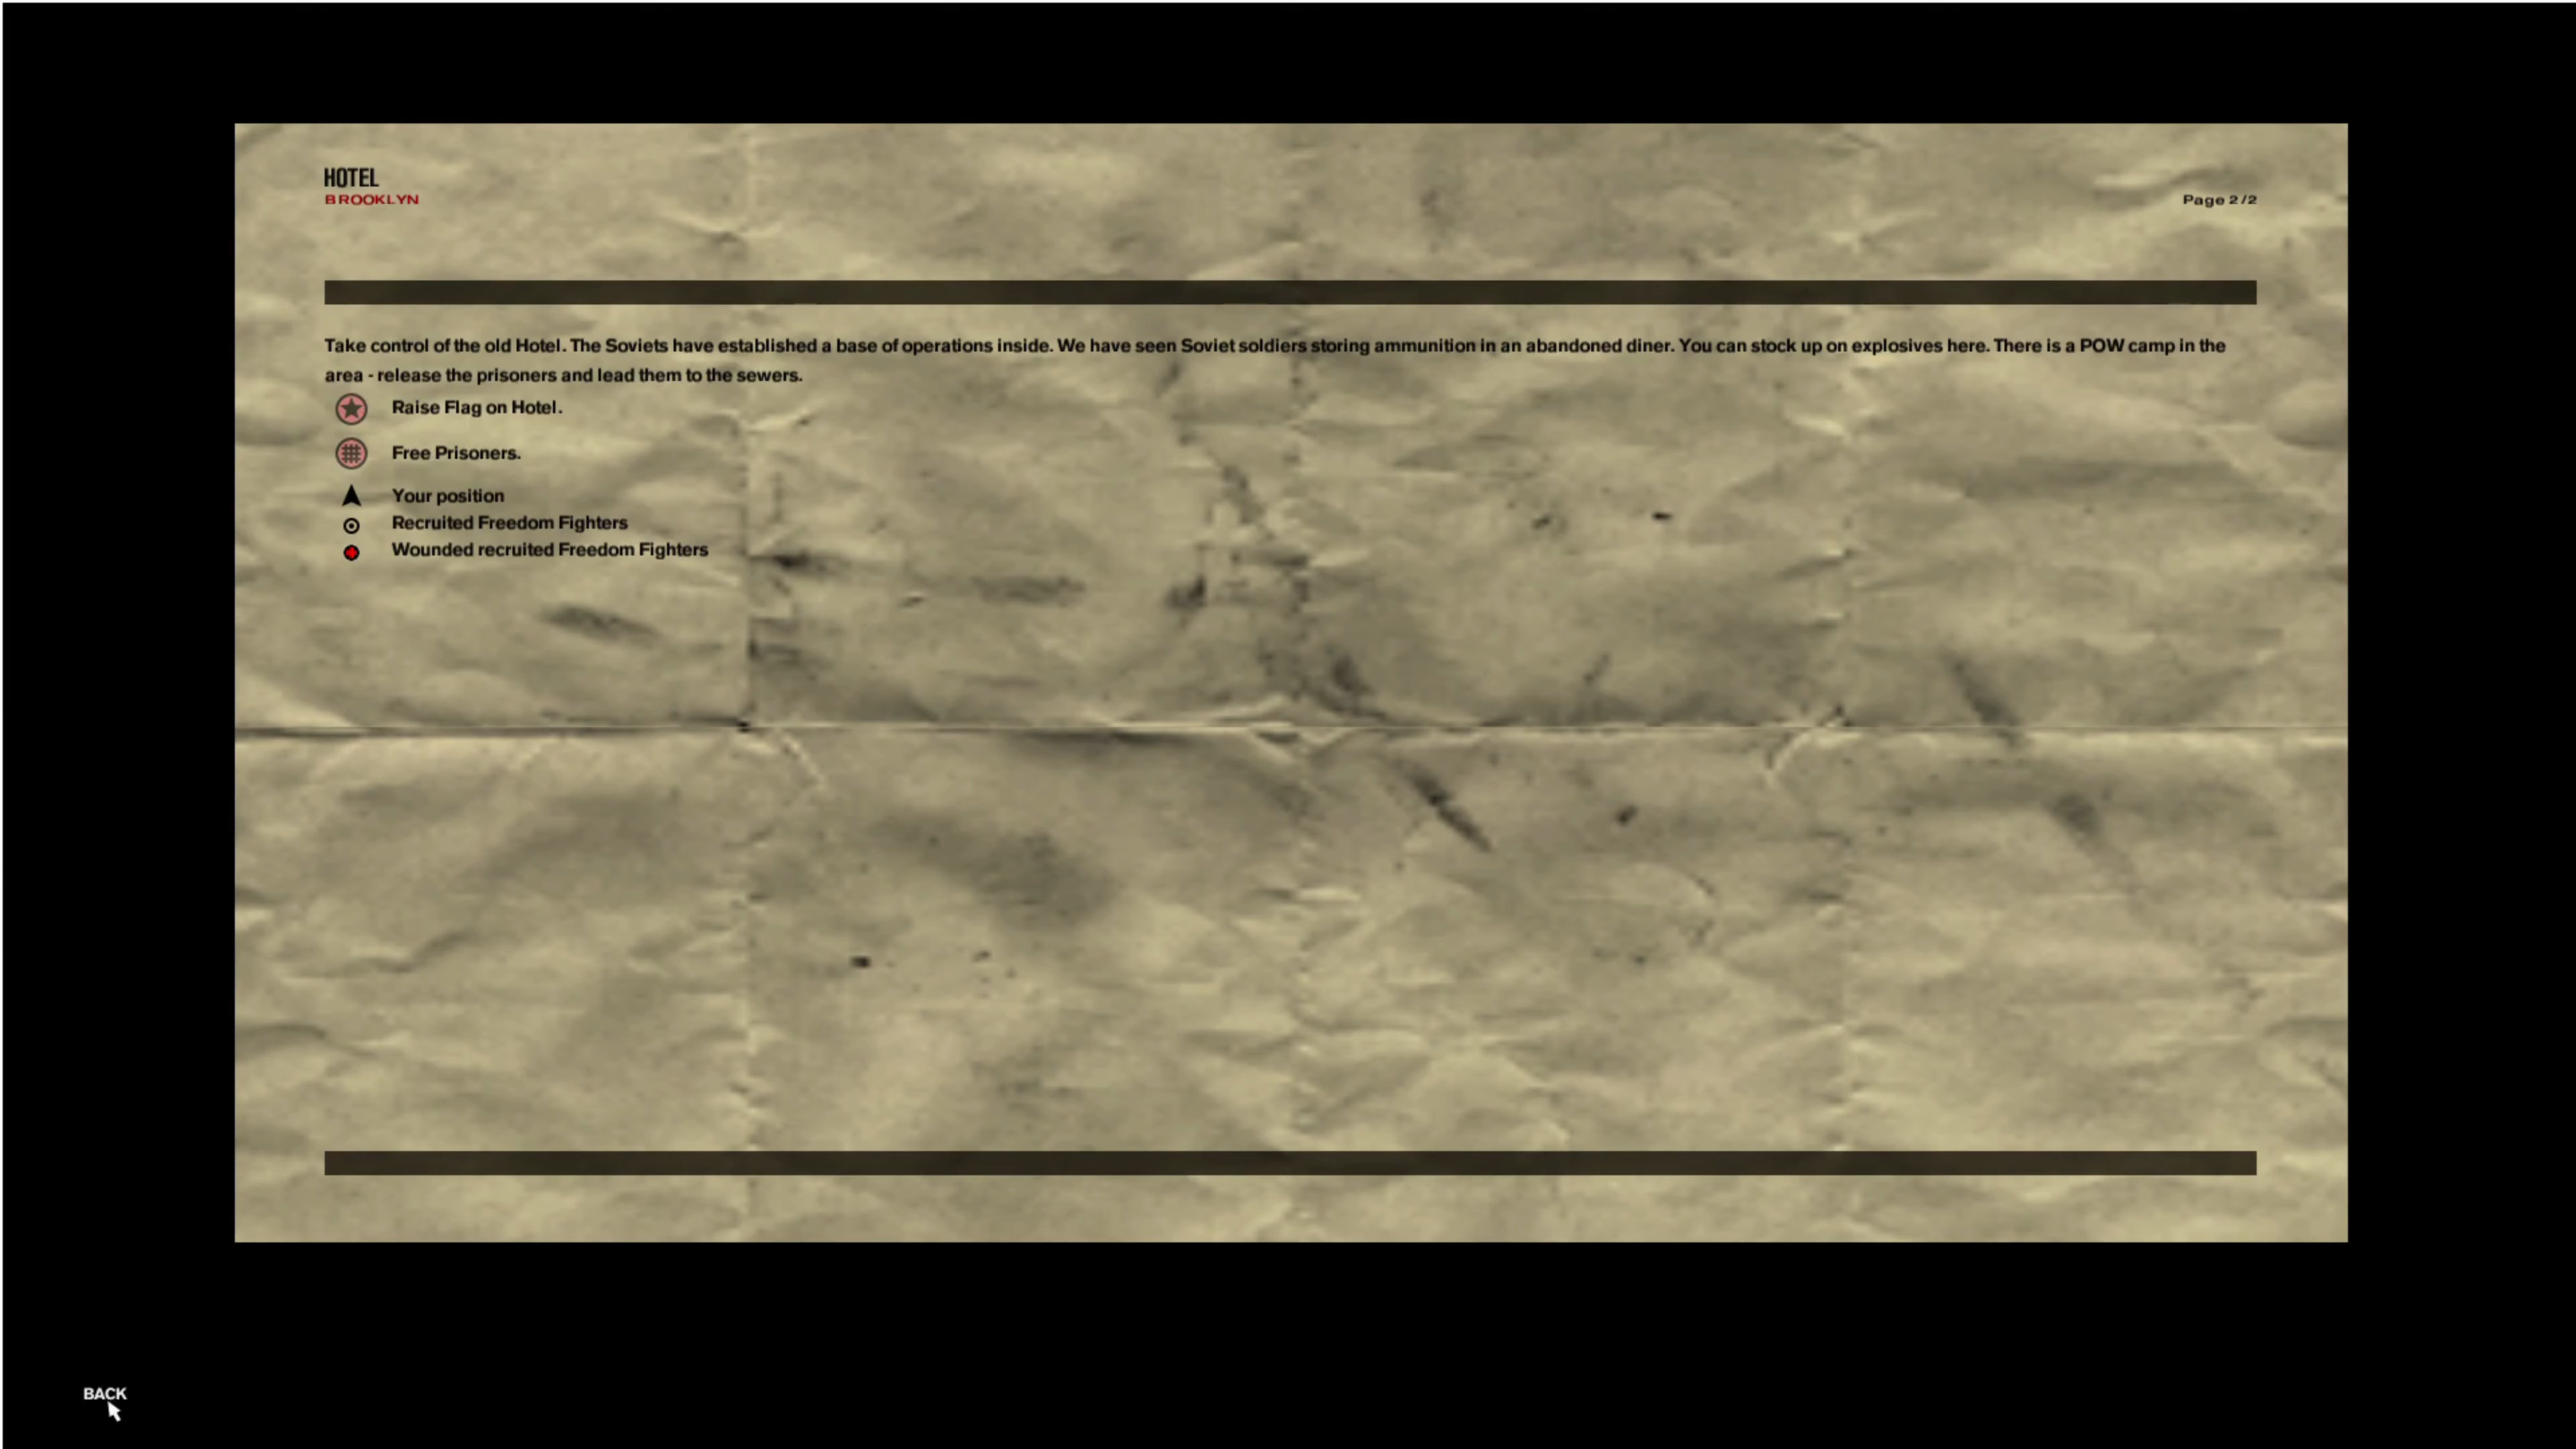 HOTEL
BROOKLYN
Page 2/2
Take control of the old Hotel. The Soviets have established a base of operations inside. We have seen Soviet soldiers storing ammunition in an abandoned diner. You can stock up on explosives here. There is a POW camp in the
area - release the prisoners and lead them to the sewers.
Raise Flag on Hotel.
Free Prisoners.
Your position
Recruited Freedom Fighters
Wounded recruited Freedom Fighters
BACK